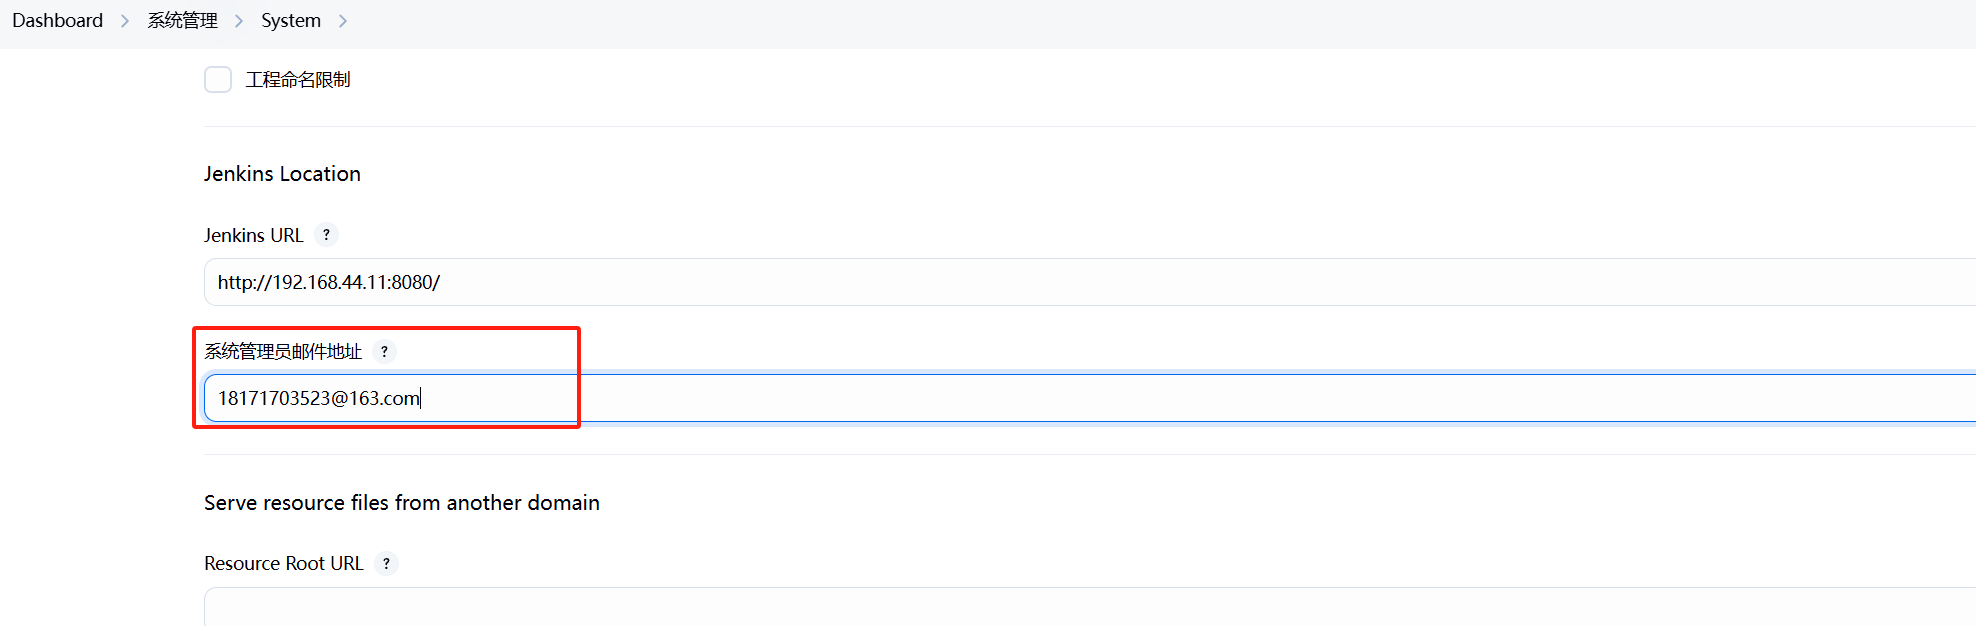 Dashboard > 系统管理 > System >
工程命名限制
Jenkins Location
Jenkins URL ?
http://192.168.44.11:8080/
系统管理员邮件地址 ?
18171703523@163.com
Serve resource files from another domain
Resource Root URL ?